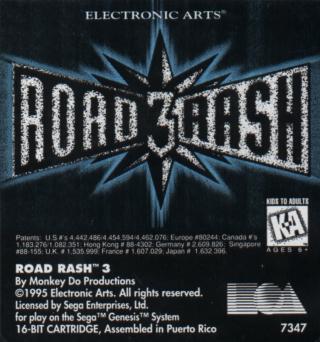 ELECTRONIC ARTS®
ROAD 3 RASH
KIDS TO ADULTS
K-A
AGES 6+
Patents: U.S #'s 4.442.486/4.454.594/4.462.076; Europe #80244; Canada #'s
1.183.276/1.082.351; Hong Kong # 88-4302; Germany # 2.609.826; Singapore
#88-155; U.K. # 1.535.999; France # 1.607.029; Japan # 1.632.396
ROAD RASH™ 3
By Monkey Do Productions
©1995 Electronic Arts. All rights reserved.
Licensed by Sega Enterprises, Ltd.
for play on the Sega™ Genesis™ System
16-BIT CARTRIDGE, Assembled in Puerto Rico
EA
7347